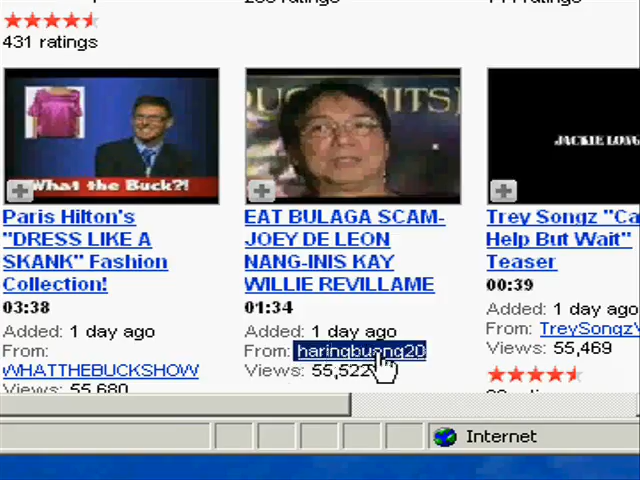 431 ratings
What the Buck?!
JACKIE LONG
Paris Hilton's
"DRESS LIKE A
SKANK" Fashion
Collection!
03:38
Added: 1 day ago
From:
WHATTHEBUCKSHOW
Views: 55,680
EAT BULAGA SCAM-
JOEY DE LEON
NANG-INIS KAY
WILLIE REVILLAME
01:34
Added: 1 day ago
From: haringbuang20
Views: 55,522
Trey Songz "Ca
Help But Wait"
Teaser
00:39
Added: 1 day ago
From: TreySongz
Views: 55,469
Internet